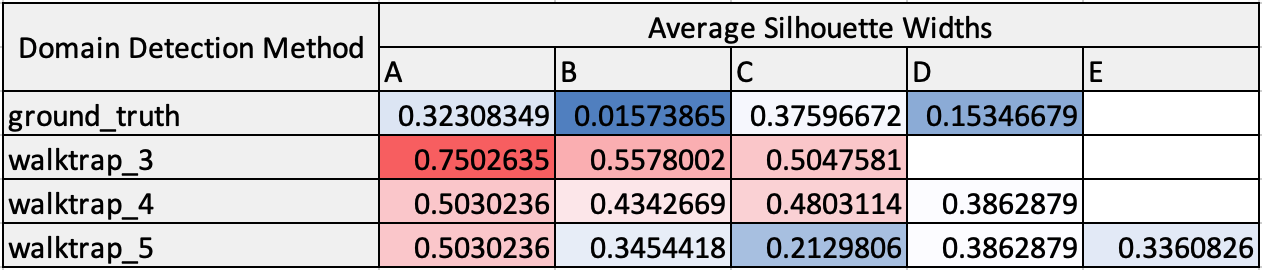 Domain Detection Method
Average Silhouette Widths
A B C D E
ground_truth 0.32308349 0.01573865 0.37596672 0.15346679
walktrap_3 0.7502635 0.5578002 0.5047581
walktrap_4 0.5030236 0.4342669 0.4803114 0.3862879
walktrap_5 0.5030236 0.3454418 0.2129806 0.3862879 0.3360826